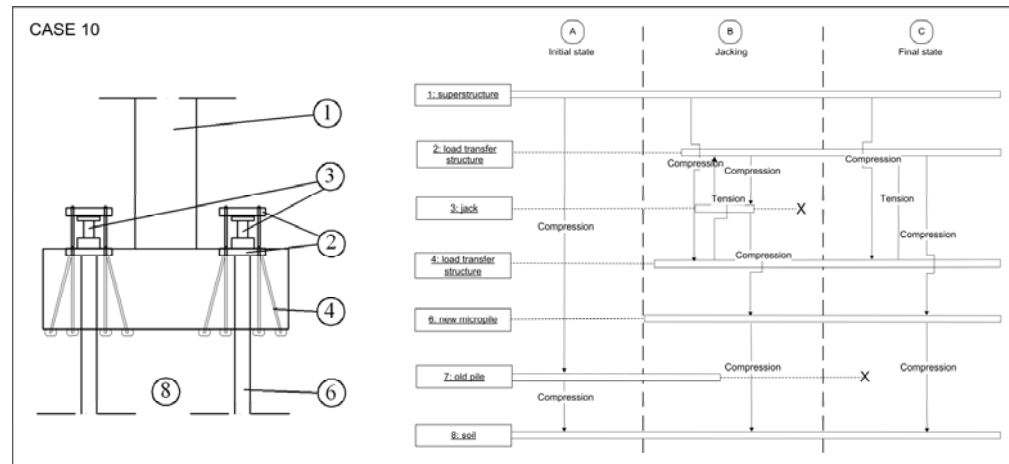 CASE 10
1
3
2
4
8
6
A
B
C
Initial state
Jacking
Final state
1: superstructure
2: load transfer
structure
Compression
Compression
Compression
3: jack
Tension
X
Tension
Compression
Compression
4: load transfer
structure
Compression
6: new micropile
7: old pile
Compression
X
Compression
Compression
8: soil